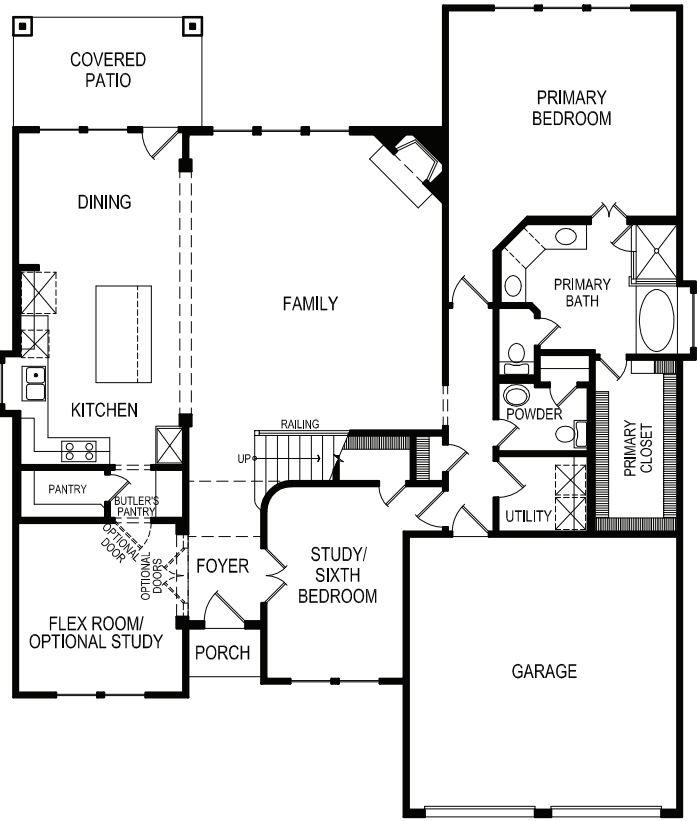 COVERED
PATIO
PRIMARY
BEDROOM
DINING
FAMILY
PRIMARY
BATH
KITCHEN
RAILING
POWDER
UP
PRIMARY
CLOSET
PANTRY
BUTLER'S
PANTRY
UTILITY
OPTIONAL
DOOR
OPTIONAL
DOORS
FOYER
STUDY/
SIXTH
BEDROOM
FLEX ROOM/
OPTIONAL STUDY
PORCH
GARAGE